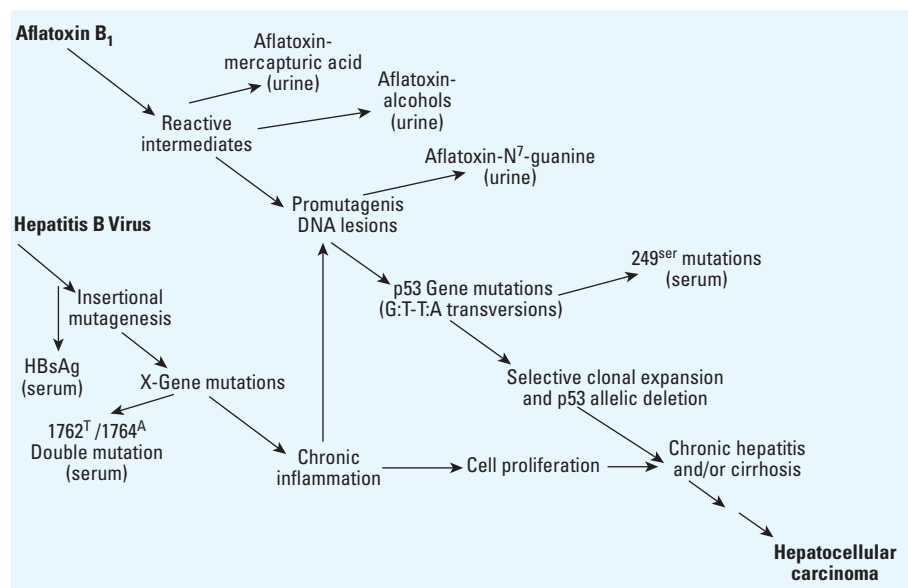 Aflatoxin B₁
Aflatoxin-
mercapturic acid
(urine)
Aflatoxin-
alcohols
(urine)
Reactive
intermediates
Aflatoxin-N⁷-guanine
(urine)
Promutagenis
DNA lesions
Hepatitis B Virus
249ˢᵉʳ mutations
(serum)
p53 Gene mutations
(G:T-T:A transversions)
Insertional
mutagenesis
HBsAg
(serum)
X-Gene mutations
Selective clonal expansion
and p53 allelic deletion
1762ᵀ /1764ᴬ
Double mutation
(serum)
Chronic
inflammation
Cell proliferation
Chronic hepatitis
and/or cirrhosis
Hepatocellular
carcinoma